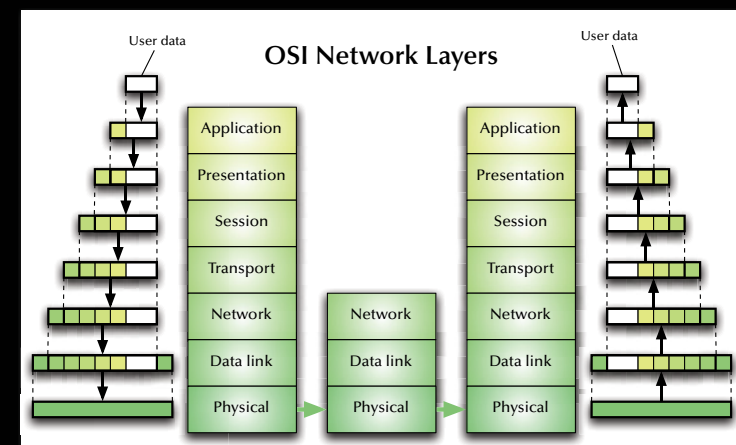 User data
OSI Network Layers
User data
Application
Presentation
Session
Transport
Network
Data link
Physical
Network
Data link
Physical
Application
Presentation
Session
Transport
Network
Data link
Physical